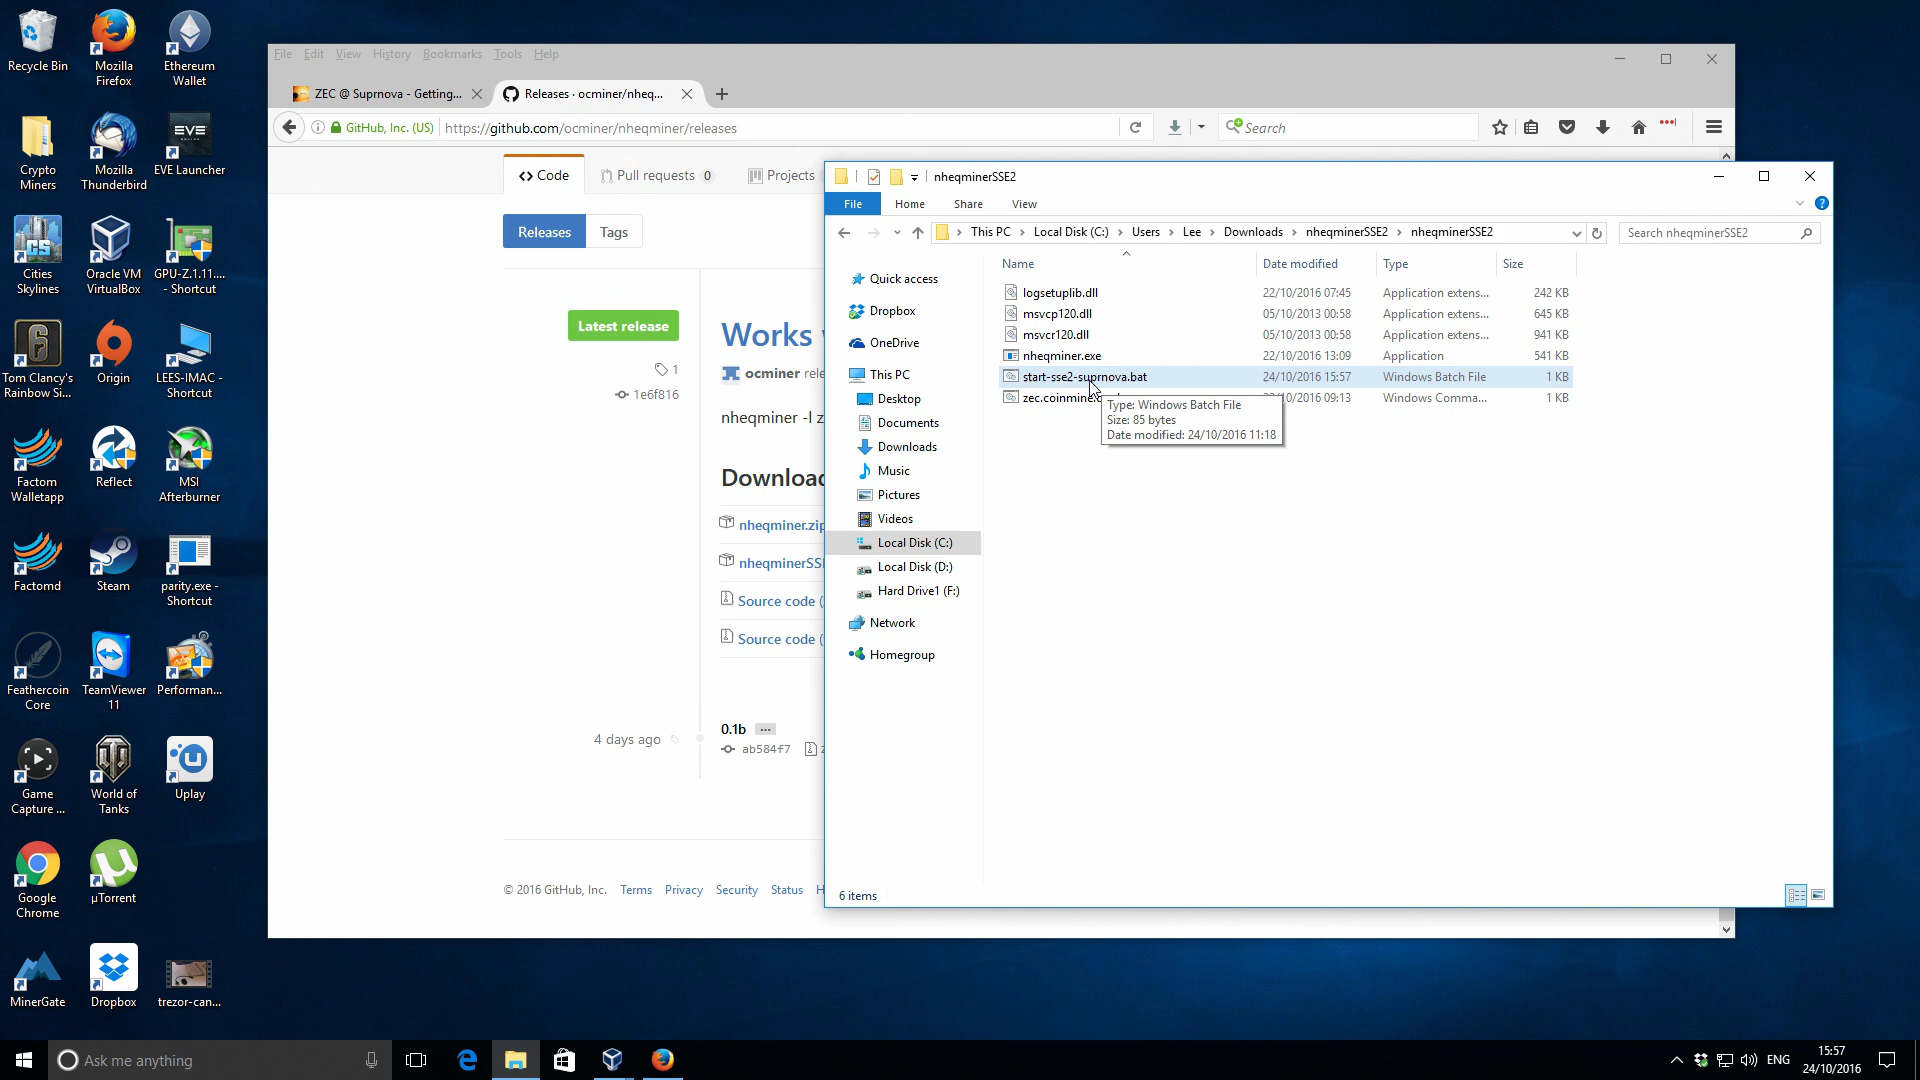 Recycle Bin
Mozilla
Firefox
Ethereum
Wallet
Crypto
Miners
Mozilla
Thunderbird
EVE
EVE Launcher
CS
Cities
Skylines
Oracle VM
VirtualBox
GPU-Z.1.11....
- Shortcut
Tom Clancy's
Rainbow Si...
Origin
LEES-IMAC -
Shortcut
Factom
Walletapp
Reflect
MSI
Afterburner
Factomd
Steam
parity.exe -
Shortcut
Feathercoin
Core
TeamViewer
11
Performan...
Game
Capture ...
World of
Tanks
Uplay
Google
Chrome
µTorrent
MinerGate
Dropbox
trezor-can...
File Edit View History Bookmarks Tools Help
ZEC @ Suprnova - Getting...
Releases · ocminer/nheq...
GitHub, Inc. (US)
https://github.com/ocminer/nheqminer/releases
Search
Code
Pull requests 0
Projects
Releases
Tags
Latest release
1
1e6f816
Works
ocminer
nheqminer -l z
nheqminer.zip
nheqminerSS
Source code (
Source code (
4 days ago
0.1b ...
ab584f7
© 2016 GitHub, Inc. Terms Privacy Security Status H
nheqminerSSE2
File Home Share View
This PC > Local Disk (C:) > Users > Lee > Downloads > nheqminerSSE2 > nheqminerSSE2
Search nheqminerSSE2
Quick access
Dropbox
OneDrive
This PC
Desktop
Documents
Downloads
Music
Pictures
Videos
Local Disk (C:)
Local Disk (D:)
Hard Drive1 (F:)
Network
Homegroup
Name Date modified Type Size
logsetuplib.dll 22/10/2016 07:45 Application extens... 242 KB
msvcp120.dll 05/10/2013 00:58 Application extens... 645 KB
msvcr120.dll 05/10/2013 00:58 Application extens... 941 KB
nheqminer.exe 22/10/2016 13:09 Application 541 KB
start-sse2-suprnova.bat 24/10/2016 15:57 Windows Batch File 1 KB
zec.coinmine. /10/2016 09:13 Windows Comma... 1 KB
Type: Windows Batch File
Size: 85 bytes
Date modified: 24/10/2016 11:18
6 items
Ask me anything
ENG
15:57
24/10/2016